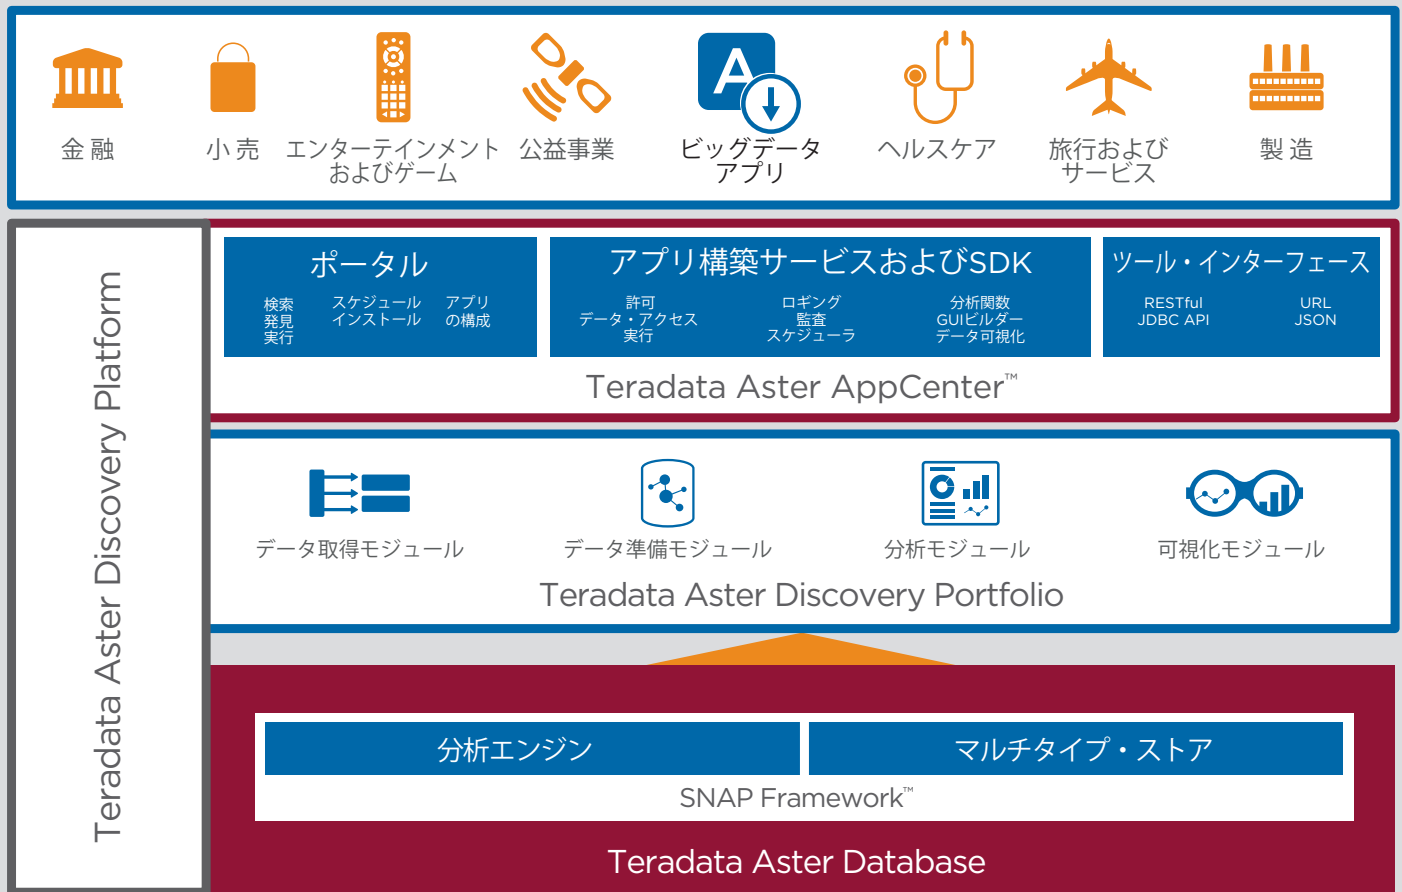 金融
小売
エンターテインメント
およびゲーム
公益事業
A
ビッグデータ
アプリ
ヘルスケア
旅行および
サービス
製造
Teradata Aster Discovery Platform
ポータル
検索
発見
実行
スケジュール
インストール
アプリ
の構成
アプリ構築サービスおよびSDK
許可
データ・アクセス
実行
ロギング
監査
スケジューラ
分析関数
GUIビルダー
データ可視化
ツール・インターフェース
RESTful
JDBC API
URL
JSON
Teradata Aster AppCenter™
データ取得モジュール
データ準備モジュール
分析モジュール
可視化モジュール
Teradata Aster Discovery Portfolio
分析エンジン
マルチタイプ・ストア
SNAP Framework™
Teradata Aster Database